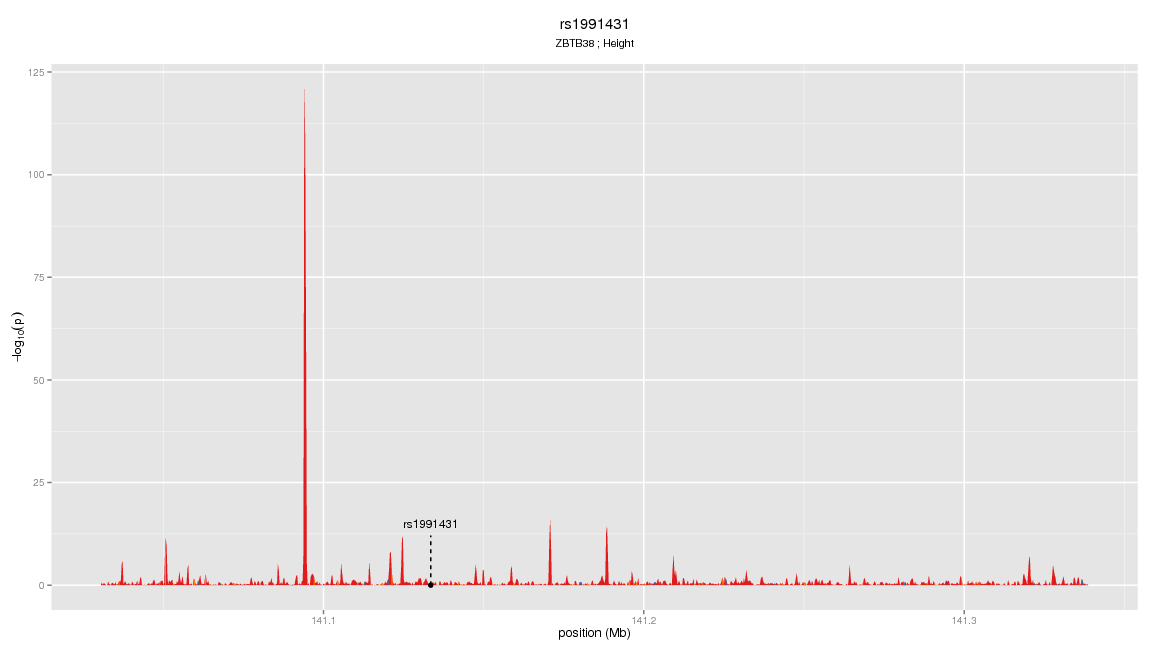 rs1991431
ZBTB38 ; Height
125
100
75
50
25
0
−log10(p)
rs1991431
141.1 141.2 141.3
position (Mb)